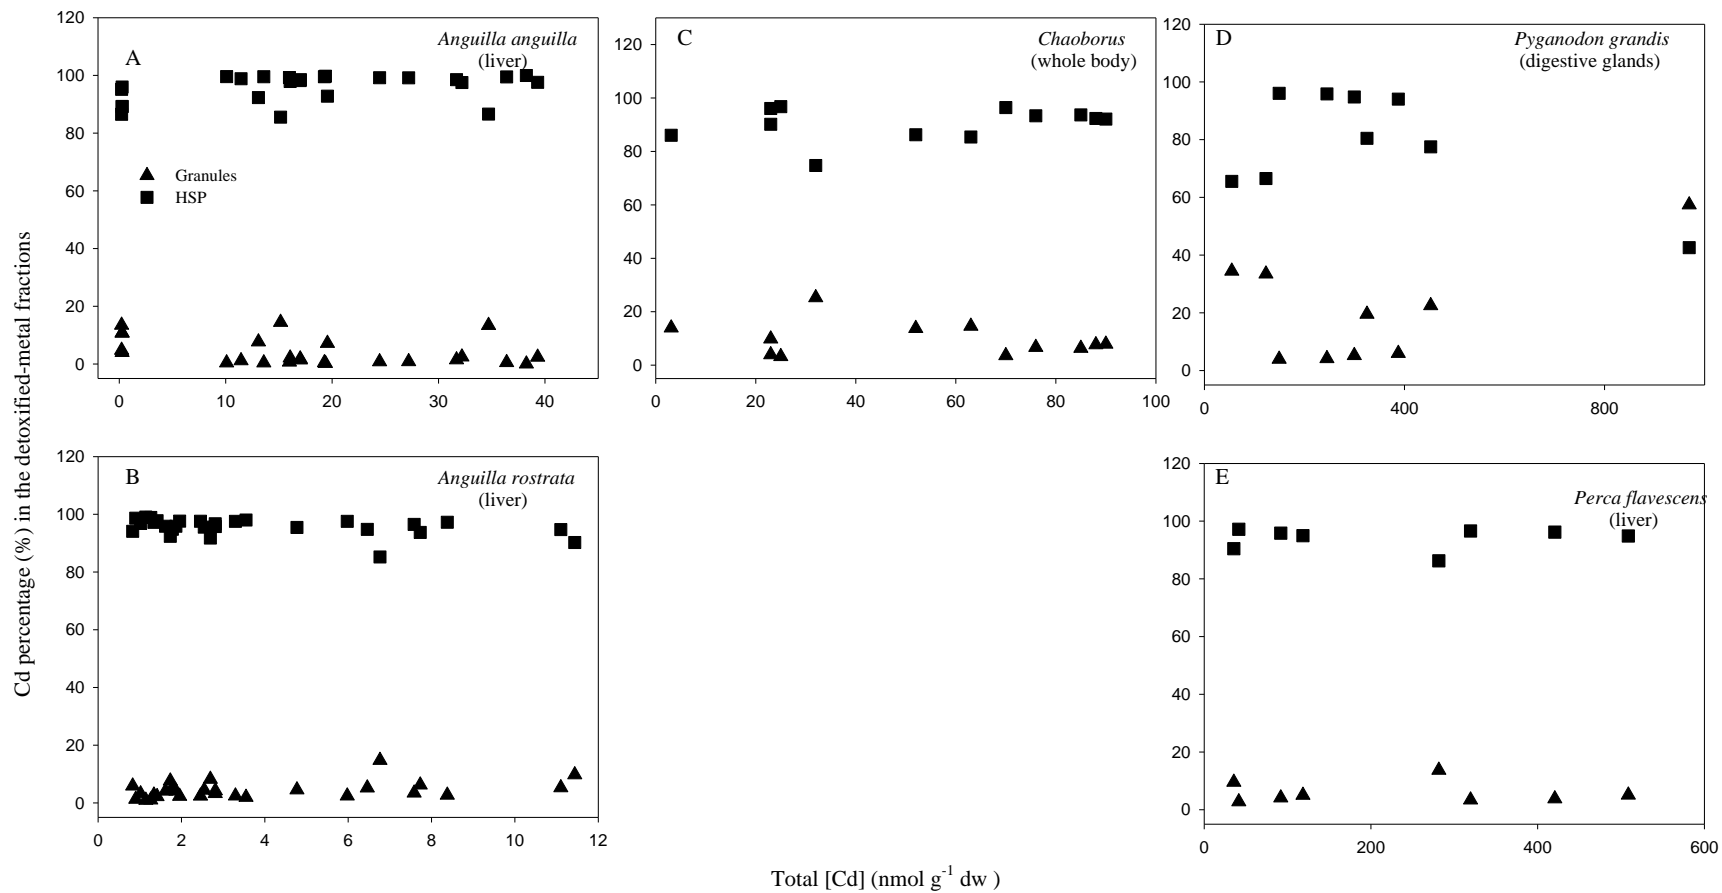 Cd percentage (%) in the detoxified-metal fractions
A
Anguilla anguilla
(liver)
Granules
HSP
120
100
80
60
40
20
0
0 10 20 30 40
C
Chaoborus
(whole body)
120
100
80
60
40
20
0
0 20 40 60 80 100
D
Pyganodon grandis
(digestive glands)
120
100
80
60
40
20
0
0 400 800
B
Anguilla rostrata
(liver)
120
100
80
60
40
20
0
0 2 4 6 8 10 12
E
Perca flavescens
(liver)
120
100
80
60
40
20
0
0 200 400 600
Total [Cd] (nmol g-1 dw )